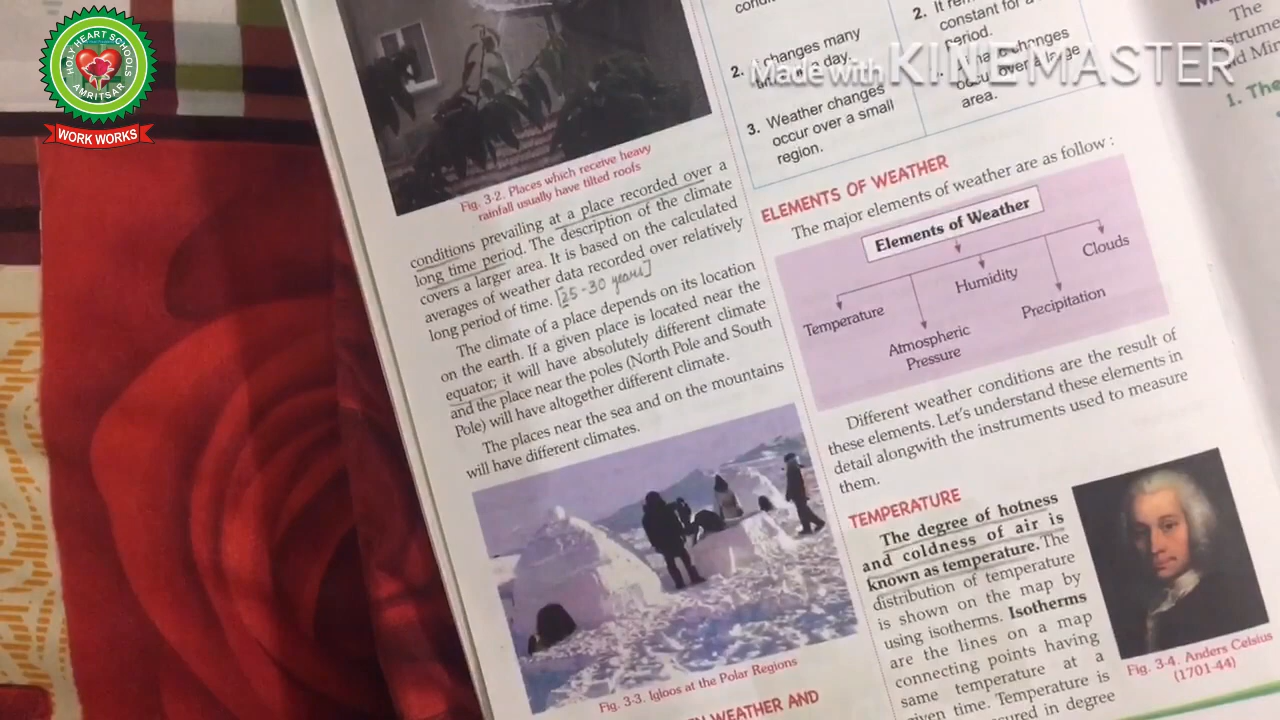 HOLY HEART SCHOOLS
AMRITSAR
WORK WORKS
Made with KINEMASTER
Fig. 3-2. Places which receive heavy
rainfall usually have tilted roofs
conditions prevailing at a place recorded over a
long time period. The description of the climate
covers a larger area. It is based on the calculated
averages of weather data recorded over relatively
long period of time. [25-30 years]
The climate of a place depends on its location
on the earth. If a given place is located near the
equator; it will have absolutely different climate
and the place near the poles (North Pole and South
Pole) will have altogether different climate.
The places near the sea and on the mountains
will have different climates.
Fig. 3-3. Igloos at the Polar Regions
WEATHER AND
2. changes many
a day.
3. Weather changes
occur over a small
region.
2. It
constant for a
period.
changes
over a large
area.
ELEMENTS OF WEATHER
The major elements of weather are as follow :
Elements of Weather
Temperature
Atmospheric
Pressure
Humidity
Precipitation
Clouds
Different weather conditions are the result of
these elements. Let's understand these elements in
detail alongwith the instruments used to measure
them.
TEMPERATURE
The degree of hotness
and coldness of air is
known as temperature. The
distribution of temperature
is shown on the map by
using isotherms. Isotherms
are the lines on a map
connecting points having
same temperature at a
given time. Temperature is
in degree
Fig. 3-4. Anders Celsius
(1701-44)
The
1. The